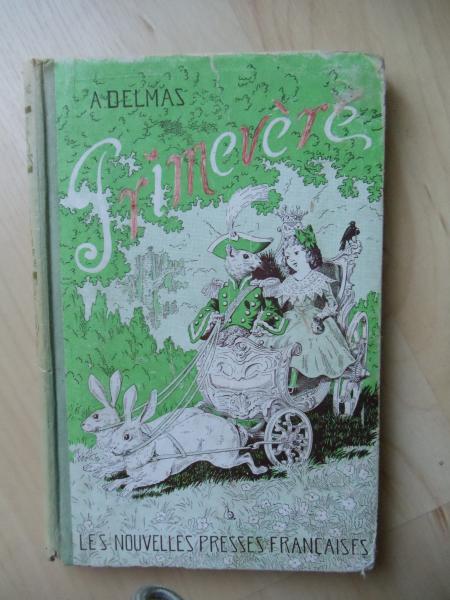 A DELMAS
Primevère
LES NOUVELLES PRESSES FRANÇAISES